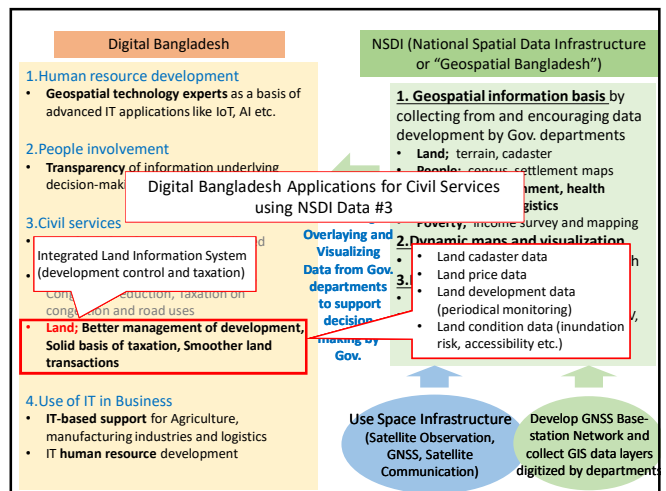 Digital Bangladesh
1.Human resource development
• Geospatial technology experts as a basis of
advanced IT applications like IoT, AI etc.
2.People involvement
• Transparency of information underlying
decision-mak
3.Civil services
•
Congestion reduction, Taxation on
congestion and road uses
• Land; Better management of development,
Solid basis of taxation, Smoother land
transactions
4.Use of IT in Business
• IT-based support for Agriculture,
manufacturing industries and logistics
• IT human resource development
Digital Bangladesh Applications for Civil Services
using NSDI Data #3
Integrated Land Information System
(development control and taxation)
Overlaying and
Visualizing
Data from Gov.
departments
to support
decision
making by
Gov.
NSDI (National Spatial Data Infrastructure
or “Geospatial Bangladesh”)
1. Geospatial information basis by
collecting from and encouraging data
development by Gov. departments
• Land; terrain, cadaster
• People; census, settlement maps
nment, health
gistics
• Poverty; income survey and mapping
2.Dynamic maps and visualization
3.
• Land cadaster data
• Land price data
• Land development data
(periodical monitoring)
• Land condition data (inundation
risk, accessibility etc.)
Use Space Infrastructure
(Satellite Observation,
GNSS, Satellite
Communication)
Develop GNSS Base-
station Network and
collect GIS data layers
digitized by departments